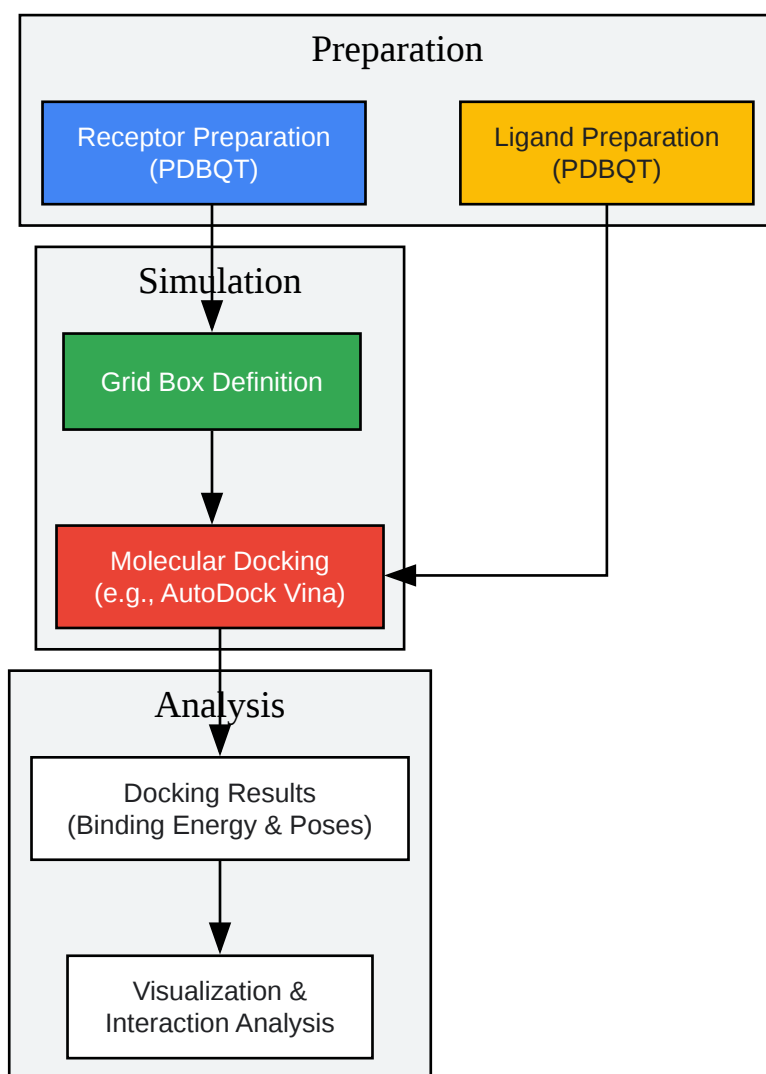 Preparation
Receptor Preparation
(PDBQT)
Ligand Preparation
(PDBQT)
Simulation
Grid Box Definition
Molecular Docking
(e.g., AutoDock Vina)
Analysis
Docking Results
(Binding Energy & Poses)
Visualization &
Interaction Analysis